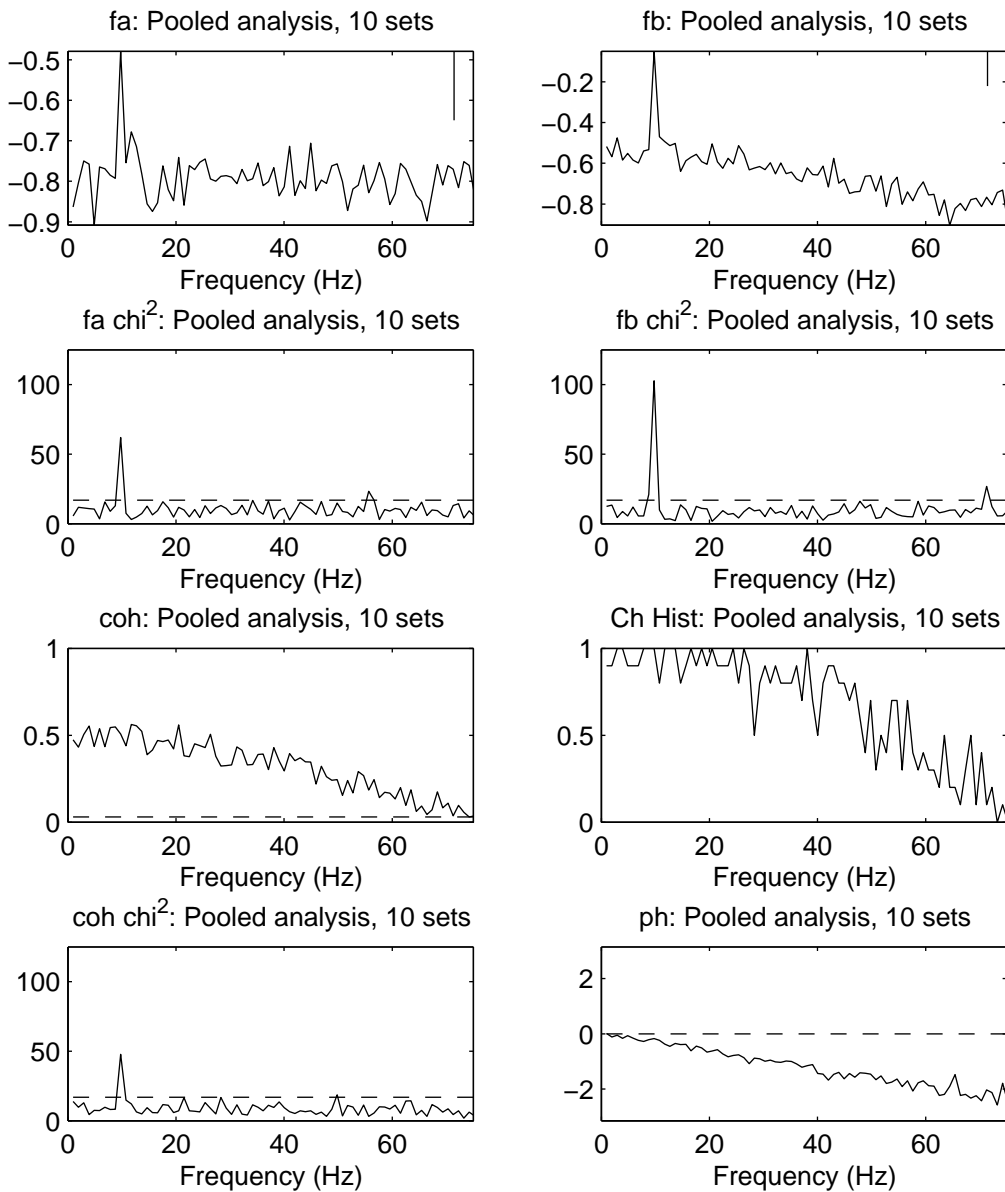 fa: Pooled analysis, 10 sets
−0.5
−0.6
−0.7
−0.8
−0.9
0 20 40 60
Frequency (Hz)
fb: Pooled analysis, 10 sets
−0.2
−0.4
−0.6
−0.8
0 20 40 60
Frequency (Hz)
fa chi²: Pooled analysis, 10 sets
100
50
0
0 20 40 60
Frequency (Hz)
fb chi²: Pooled analysis, 10 sets
100
50
0
0 20 40 60
Frequency (Hz)
coh: Pooled analysis, 10 sets
1
0.5
0
0 20 40 60
Frequency (Hz)
Ch Hist: Pooled analysis, 10 sets
1
0.5
0
0 20 40 60
Frequency (Hz)
coh chi²: Pooled analysis, 10 sets
100
50
0
0 20 40 60
Frequency (Hz)
ph: Pooled analysis, 10 sets
2
0
−2
0 20 40 60
Frequency (Hz)